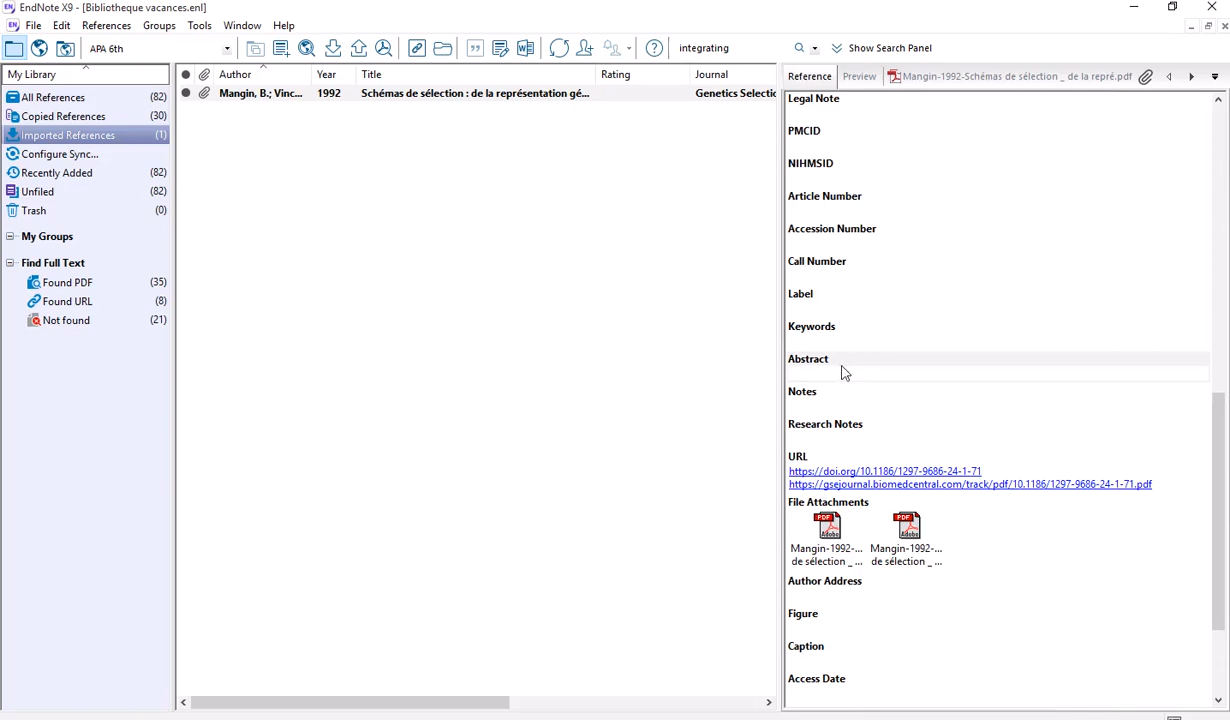 EndNote X9 - [Bibliotheque vacances.enl]
File Edit References Groups Tools Window Help
APA 6th
integrating
Show Search Panel
My Library
All References (82)
Copied References (30)
Imported References (1)
Configure Sync...
Recently Added (82)
Unfiled (82)
Trash (0)
My Groups
Find Full Text
Found PDF (35)
Found URL (8)
Not found (21)
Author Year Title Rating Journal
Mangin, B.; Vinc... 1992 Schémas de sélection : de la représentation gé... Genetics Selectic
Reference Preview Mangin-1992-Schémas de sélection _ de la repré.pdf
Legal Note
PMCID
NIHMSID
Article Number
Accession Number
Call Number
Label
Keywords
Abstract
Notes
Research Notes
URL
https://doi.org/10.1186/1297-9686-24-1-71
https://gsejournal.biomedcentral.com/track/pdf/10.1186/1297-9686-24-1-71.pdf
File Attachments
Mangin-1992-... Mangin-1992-...
de sélection _ ... de sélection _ ...
Author Address
Figure
Caption
Access Date